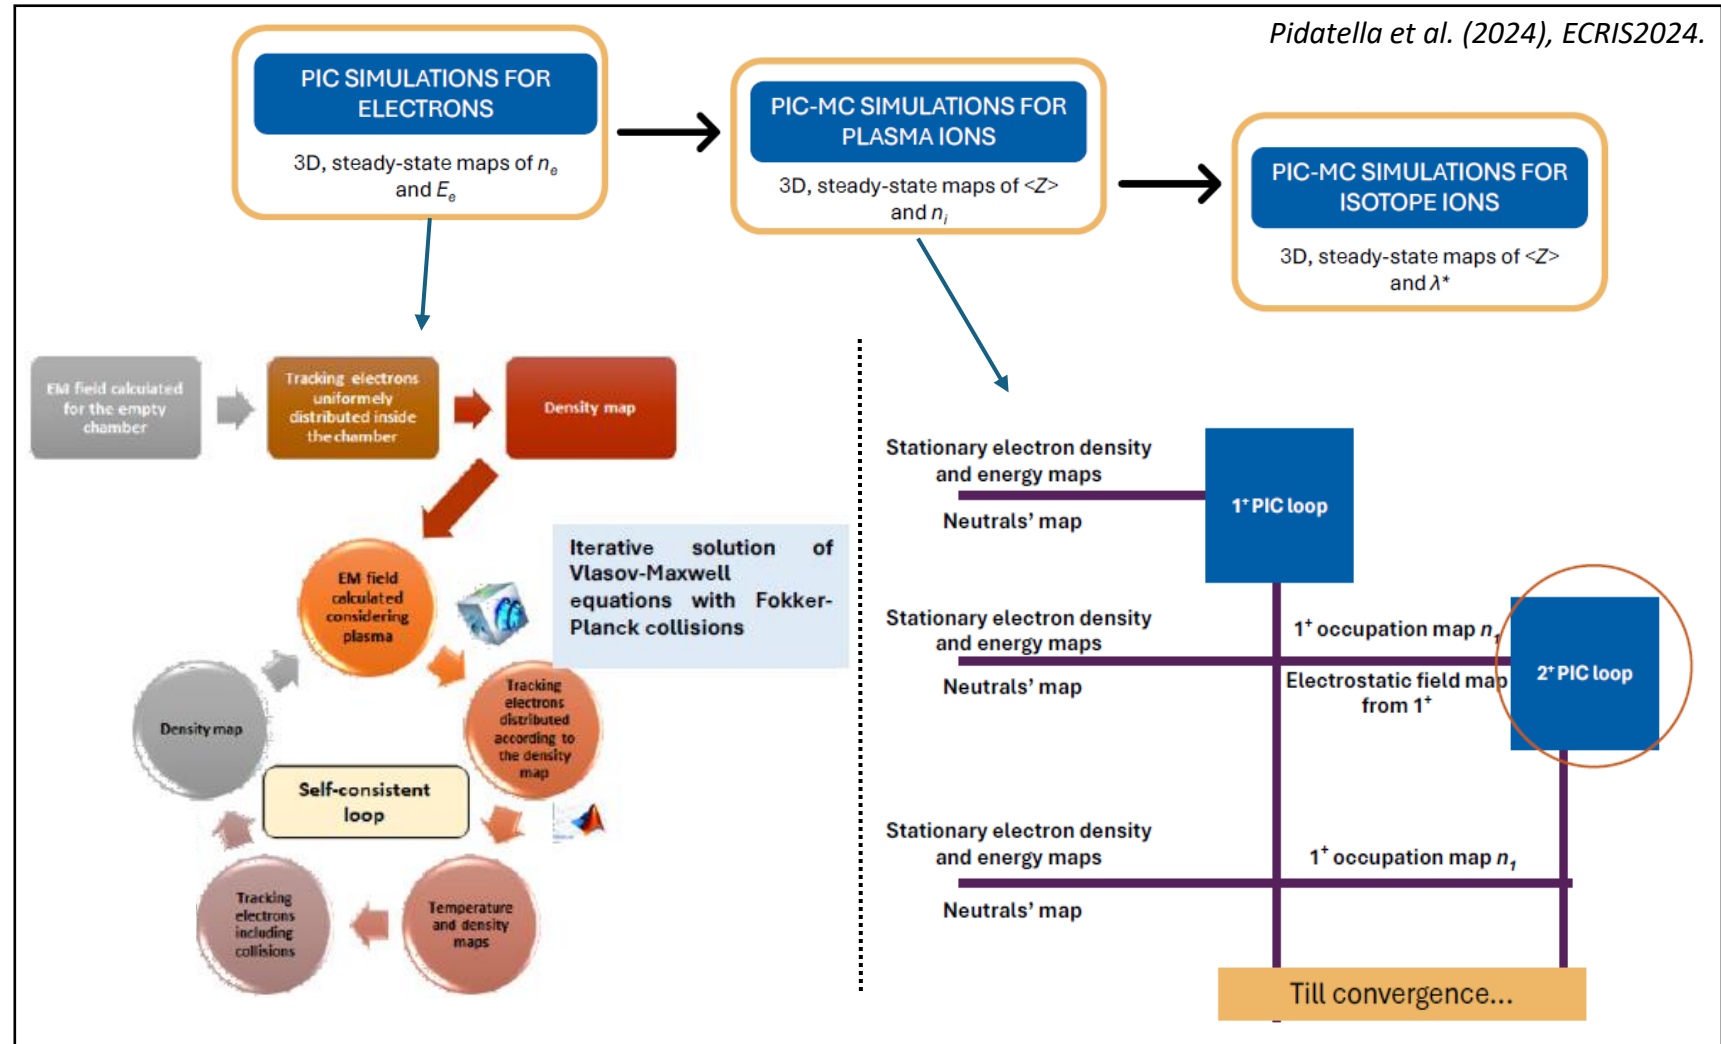 Pidatella et al. (2024), ECRIS2024.
PIC SIMULATIONS FOR
ELECTRONS
3D, steady-state maps of nₑ
and Eₑ
PIC-MC SIMULATIONS FOR
PLASMA IONS
3D, steady-state maps of <Z>
and nᵢ
PIC-MC SIMULATIONS FOR
ISOTOPE IONS
3D, steady-state maps of <Z>
and λ*
EM field calculated
for the empty
chamber
Tracking electrons
uniformely
distributed inside
the chamber
Density map
EM field
calculated
considering
plasma
Iterative solution of
Vlasov-Maxwell
equations with Fokker-
Planck collisions
Tracking
electrons
distributed
according to
the density
map
Density map
Self-consistent
loop
Tracking
electrons
including
collisions
Temperature
and density
maps
Stationary electron density
and energy maps
Neutrals' map
1⁺ PIC loop
Stationary electron density
and energy maps
Neutrals' map
1⁺ occupation map n₁
Electrostatic field map
from 1⁺
2⁺ PIC loop
Stationary electron density
and energy maps
Neutrals' map
1⁺ occupation map n₁
Till convergence...